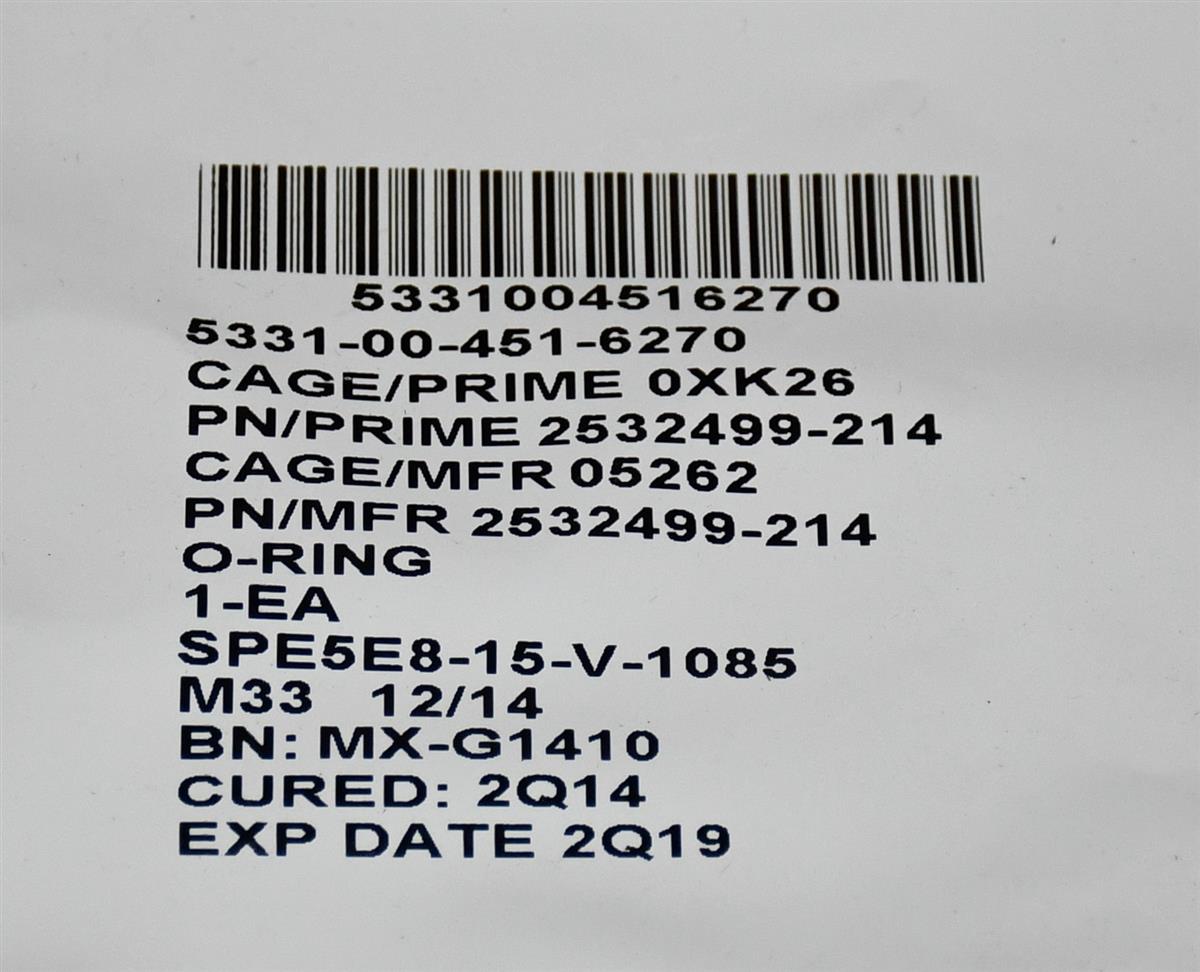 5331004516270
5331-00-451-6270
CAGE/PRIME 0XK26
PN/PRIME 2532499-214
CAGE/MFR 05262
PN/MFR 2532499-214
O-RING
1-EA
SPE5E8-15-V-1085
M33 12/14
BN: MX-G1410
CURED: 2Q14
EXP DATE 2Q19